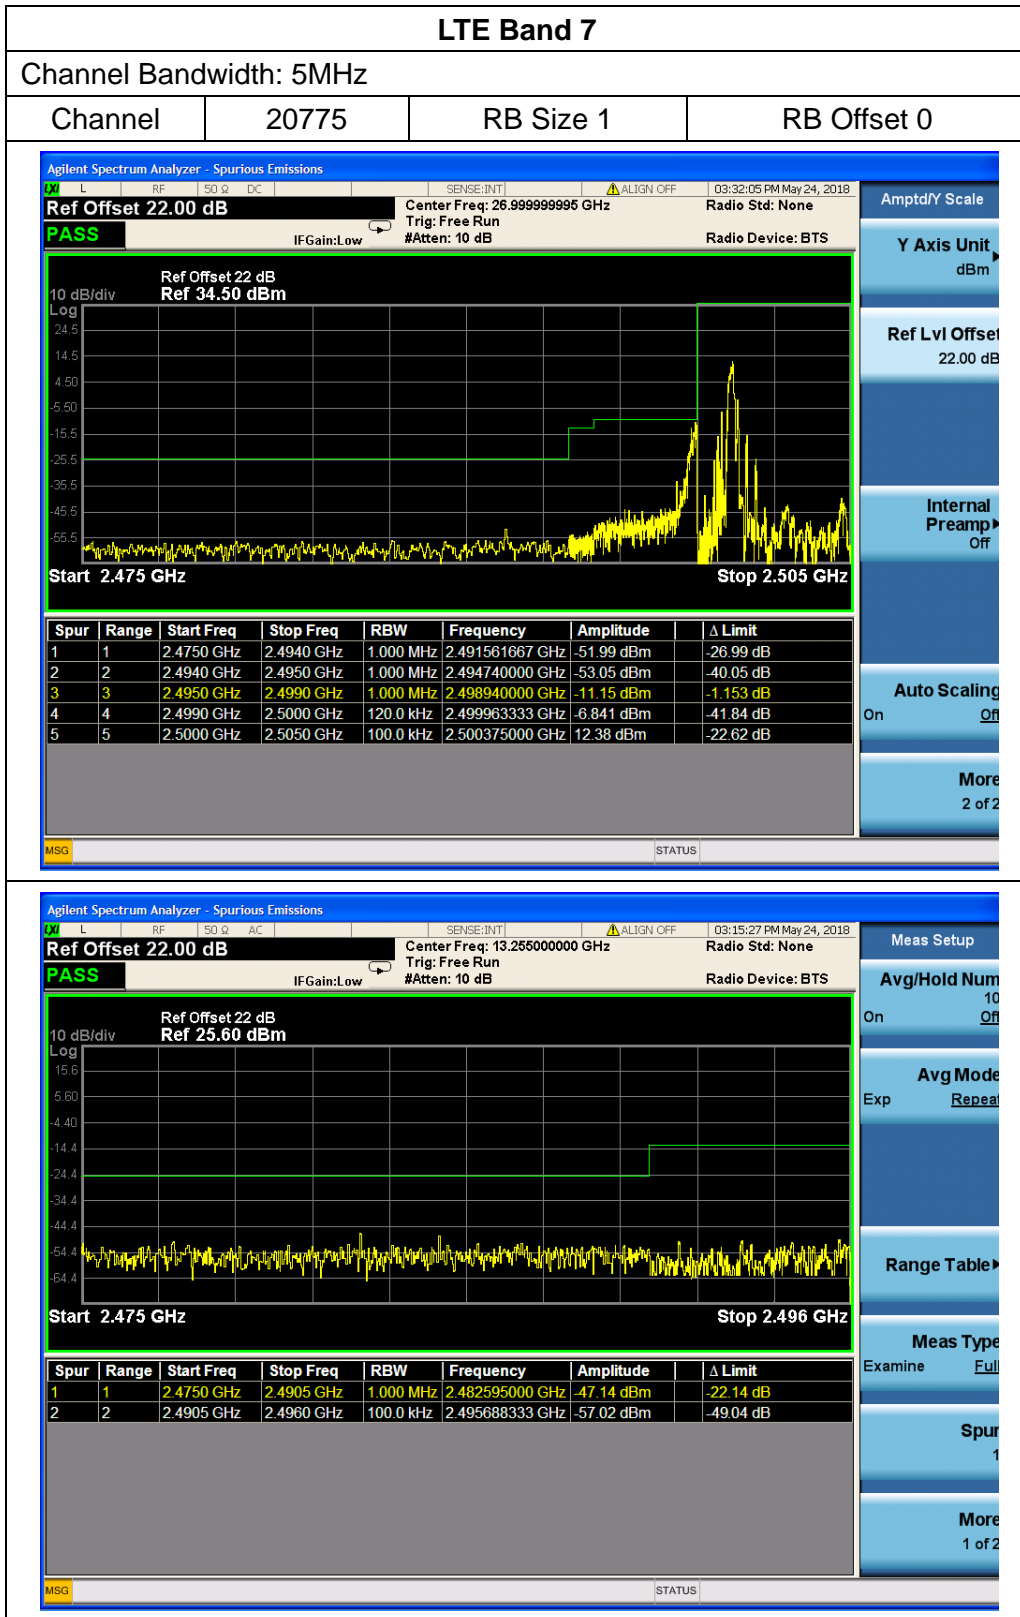 LTE Band 7
Channel Bandwidth: 5MHz
Channel 20775 RB Size 1 RB Offset 0
Agilent Spectrum Analyzer - Spurious Emissions
LXI L RF 50 Ω DC SENSE:INT ALIGN OFF 03:32:05 PM May 24, 2018
Ref Offset 22.00 dB Center Freq: 26.999999995 GHz Radio Std: None
Trig: Free Run
PASS IFGain:Low #Atten: 10 dB Radio Device: BTS
Ref Offset 22 dB
10 dB/div Ref 34.50 dBm
Log
24.5
14.5
4.50
-5.50
-15.5
-25.5
-35.5
-45.5
-55.5
Start 2.475 GHz Stop 2.505 GHz
Spur Range Start Freq Stop Freq RBW Frequency Amplitude Δ Limit
1 1 2.4750 GHz 2.4940 GHz 1.000 MHz 2.491561667 GHz -51.99 dBm -26.99 dB
2 2 2.4940 GHz 2.4950 GHz 1.000 MHz 2.494740000 GHz -53.05 dBm -40.05 dB
3 3 2.4950 GHz 2.4990 GHz 1.000 MHz 2.498940000 GHz -11.15 dBm -1.153 dB
4 4 2.4990 GHz 2.5000 GHz 120.0 kHz 2.499963333 GHz -6.841 dBm -41.84 dB
5 5 2.5000 GHz 2.5050 GHz 100.0 kHz 2.500375000 GHz 12.38 dBm -22.62 dB
MSG STATUS
Amptd/Y Scale
Y Axis Unit
dBm
Ref Lvl Offset
22.00 dB
Internal
Preamp
Off
Auto Scaling
On Off
More
2 of 2
Agilent Spectrum Analyzer - Spurious Emissions
LXI L RF 50 Ω AC SENSE:INT ALIGN OFF 03:15:27 PM May 24, 2018
Ref Offset 22.00 dB Center Freq: 13.255000000 GHz Radio Std: None
Trig: Free Run
PASS IFGain:Low #Atten: 10 dB Radio Device: BTS
Ref Offset 22 dB
10 dB/div Ref 25.60 dBm
Log
15.6
5.60
-4.40
-14.4
-24.4
-34.4
-44.4
-54.4
-64.4
Start 2.475 GHz Stop 2.496 GHz
Spur Range Start Freq Stop Freq RBW Frequency Amplitude Δ Limit
1 1 2.4750 GHz 2.4905 GHz 1.000 MHz 2.482595000 GHz -47.14 dBm -22.14 dB
2 2 2.4905 GHz 2.4960 GHz 100.0 kHz 2.495688333 GHz -57.02 dBm -49.04 dB
MSG STATUS
Meas Setup
Avg/Hold Num
10
On Off
Avg Mode
Exp Repeat
Range Table
Meas Type
Examine Full
Spur
1
More
1 of 2